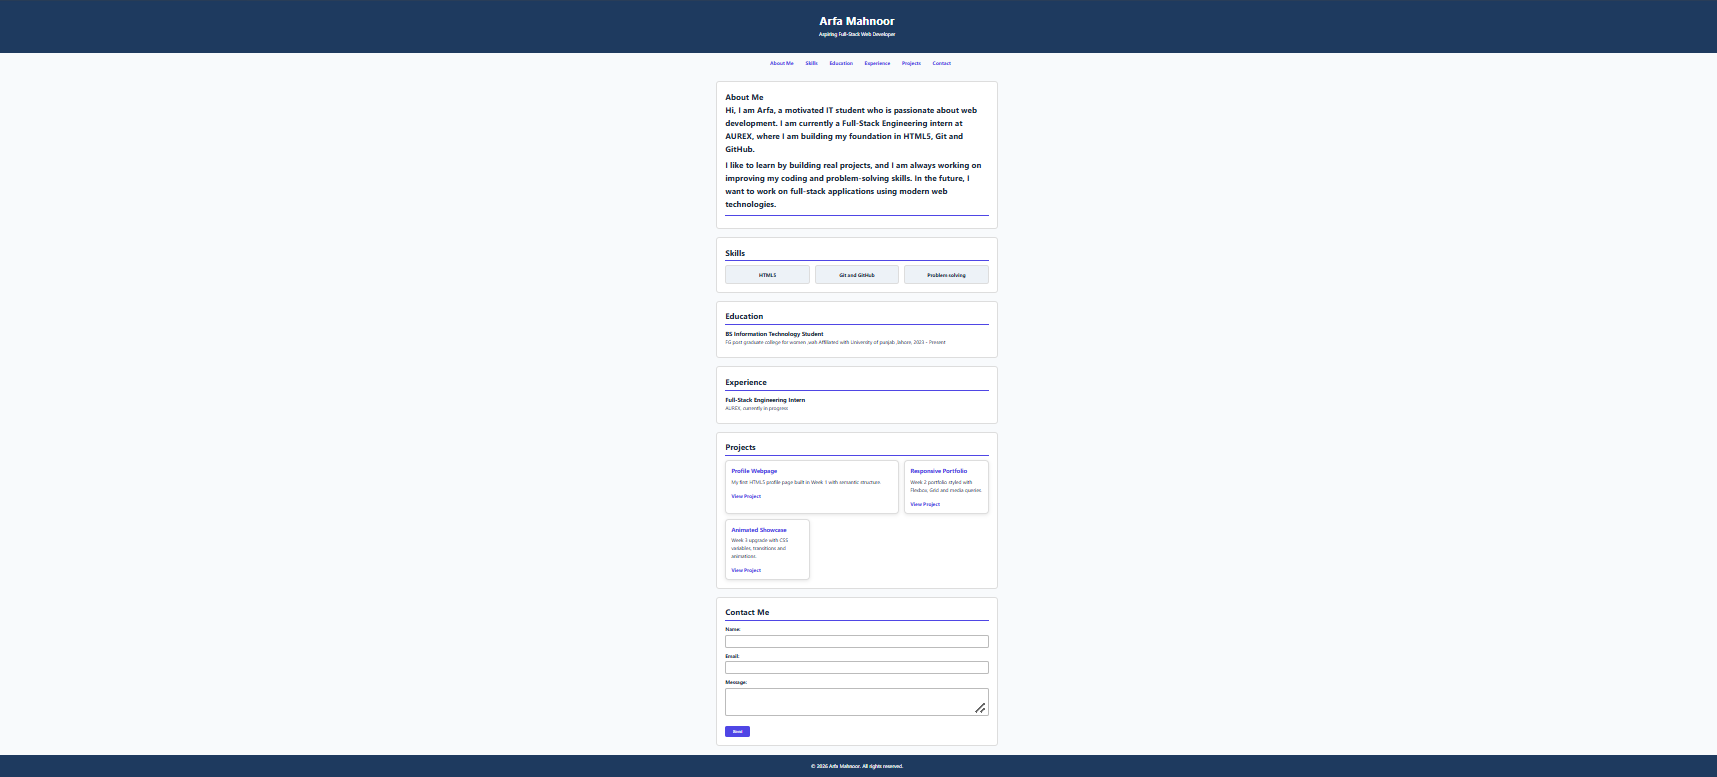 Arfa Mahnoor
Aspiring Full-Stack Web Developer
About Me Skills Education Experience Projects Contact
About Me
Hi, I am Arfa, a motivated IT student who is passionate about web
development. I am currently a Full-Stack Engineering intern at
AUREX, where I am building my foundation in HTML5, Git and
GitHub.
I like to learn by building real projects, and I am always working on
improving my coding and problem-solving skills. In the future, I
want to work on full-stack applications using modern web
technologies.
Skills
HTML5 Git and GitHub Problem solving
Education
BS Information Technology Student
FG post graduate college for women ,wah Affiliated with University of punjab ,lahore, 2023 - Present
Experience
Full-Stack Engineering Intern
AUREX, currently in progress
Projects
Profile Webpage
My first HTML5 profile page built in Week 1 with semantic structure.
View Project
Responsive Portfolio
Week 2 portfolio styled with
Flexbox, Grid and media queries.
View Project
Animated Showcase
Week 3 upgrade with CSS
variables, transitions and
animations.
View Project
Contact Me
Name:
Email:
Message:
Send
© 2026 Arfa Mahnoor. All rights reserved.